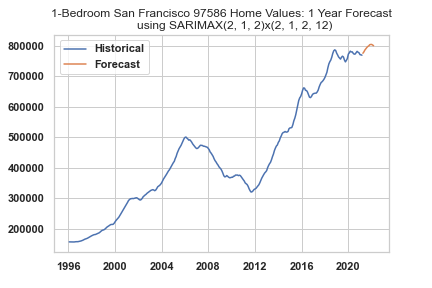 1-Bedroom San Francisco 97586 Home Values: 1 Year Forecast
using SARIMAX(2, 1, 2)x(2, 1, 2, 12)
Historical
Forecast
800000
700000
600000
500000
400000
300000
200000
1996 2000 2004 2008 2012 2016 2020